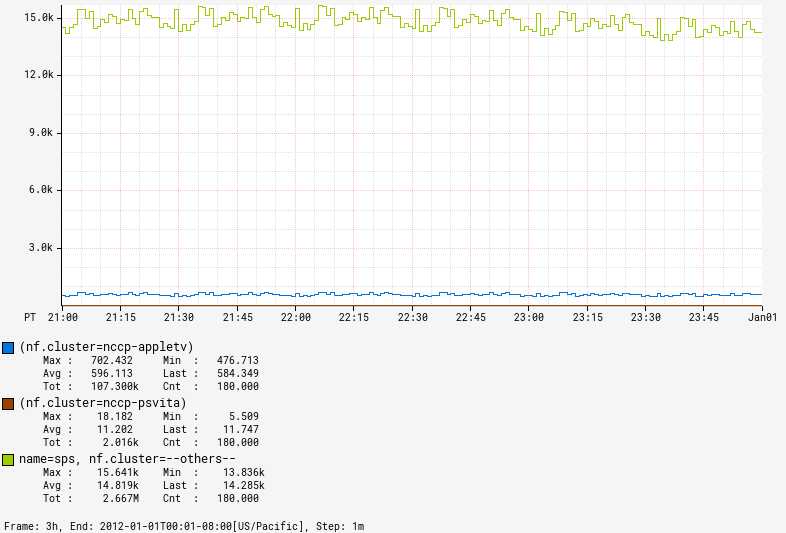 15.0k
12.0k
9.0k
6.0k
3.0k
PT 21:00 21:15 21:30 21:45 22:00 22:15 22:30 22:45 23:00 23:15 23:30 23:45 Jan01
(nf.cluster=nccp-appletv)
Max : 702.432 Min : 476.713
Avg : 596.113 Last : 584.349
Tot : 107.300k Cnt : 180.000
(nf.cluster=nccp-psvita)
Max : 18.182 Min : 5.509
Avg : 11.202 Last : 11.747
Tot : 2.016k Cnt : 180.000
name=sps, nf.cluster=--others--
Max : 15.641k Min : 13.836k
Avg : 14.819k Last : 14.285k
Tot : 2.667M Cnt : 180.000
Frame: 3h, End: 2012-01-01T00:01-08:00[US/Pacific], Step: 1m